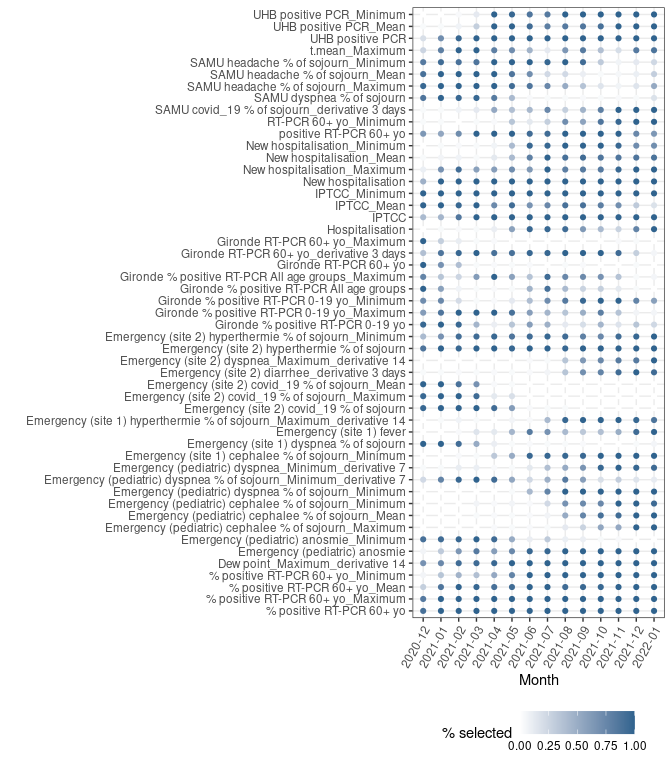 UHB positive PCR_Minimum
UHB positive PCR_Mean
UHB positive PCR
t.mean_Maximum
SAMU headache % of sojourn_Minimum
SAMU headache % of sojourn_Mean
SAMU headache % of sojourn_Maximum
SAMU dyspnea % of sojourn
SAMU covid_19 % of sojourn_derivative 3 days
RT-PCR 60+ yo_Minimum
positive RT-PCR 60+ yo
New hospitalisation_Minimum
New hospitalisation_Mean
New hospitalisation_Maximum
New hospitalisation
IPTCC_Minimum
IPTCC_Mean
IPTCC
Hospitalisation
Gironde RT-PCR 60+ yo_Maximum
Gironde RT-PCR 60+ yo_derivative 3 days
Gironde RT-PCR 60+ yo
Gironde % positive RT-PCR All age groups_Maximum
Gironde % positive RT-PCR All age groups
Gironde % positive RT-PCR 0-19 yo_Minimum
Gironde % positive RT-PCR 0-19 yo_Maximum
Gironde % positive RT-PCR 0-19 yo
Emergency (site 2) hyperthermie % of sojourn_Minimum
Emergency (site 2) hyperthermie % of sojourn
Emergency (site 2) dyspnea_Maximum_derivative 14
Emergency (site 2) diarrhee_derivative 3 days
Emergency (site 2) covid_19 % of sojourn_Mean
Emergency (site 2) covid_19 % of sojourn_Maximum
Emergency (site 2) covid_19 % of sojourn
Emergency (site 1) hyperthermie % of sojourn_Maximum_derivative 14
Emergency (site 1) fever
Emergency (site 1) dyspnea % of sojourn
Emergency (site 1) cephalee % of sojourn_Minimum
Emergency (pediatric) dyspnea_Minimum_derivative 7
Emergency (pediatric) dyspnea % of sojourn_Minimum_derivative 7
Emergency (pediatric) dyspnea % of sojourn_Minimum
Emergency (pediatric) cephalee % of sojourn_Minimum
Emergency (pediatric) cephalee % of sojourn_Mean
Emergency (pediatric) cephalee % of sojourn_Maximum
Emergency (pediatric) anosmie_Minimum
Emergency (pediatric) anosmie
Dew point_Maximum_derivative 14
% positive RT-PCR 60+ yo_Minimum
% positive RT-PCR 60+ yo_Mean
% positive RT-PCR 60+ yo_Maximum
% positive RT-PCR 60+ yo
2020-12 2021-01 2021-02 2021-03 2021-04 2021-05 2021-06 2021-07 2021-08 2021-09 2021-10 2021-11 2021-12 2022-01
Month
% selected
0.00 0.25 0.50 0.75 1.00